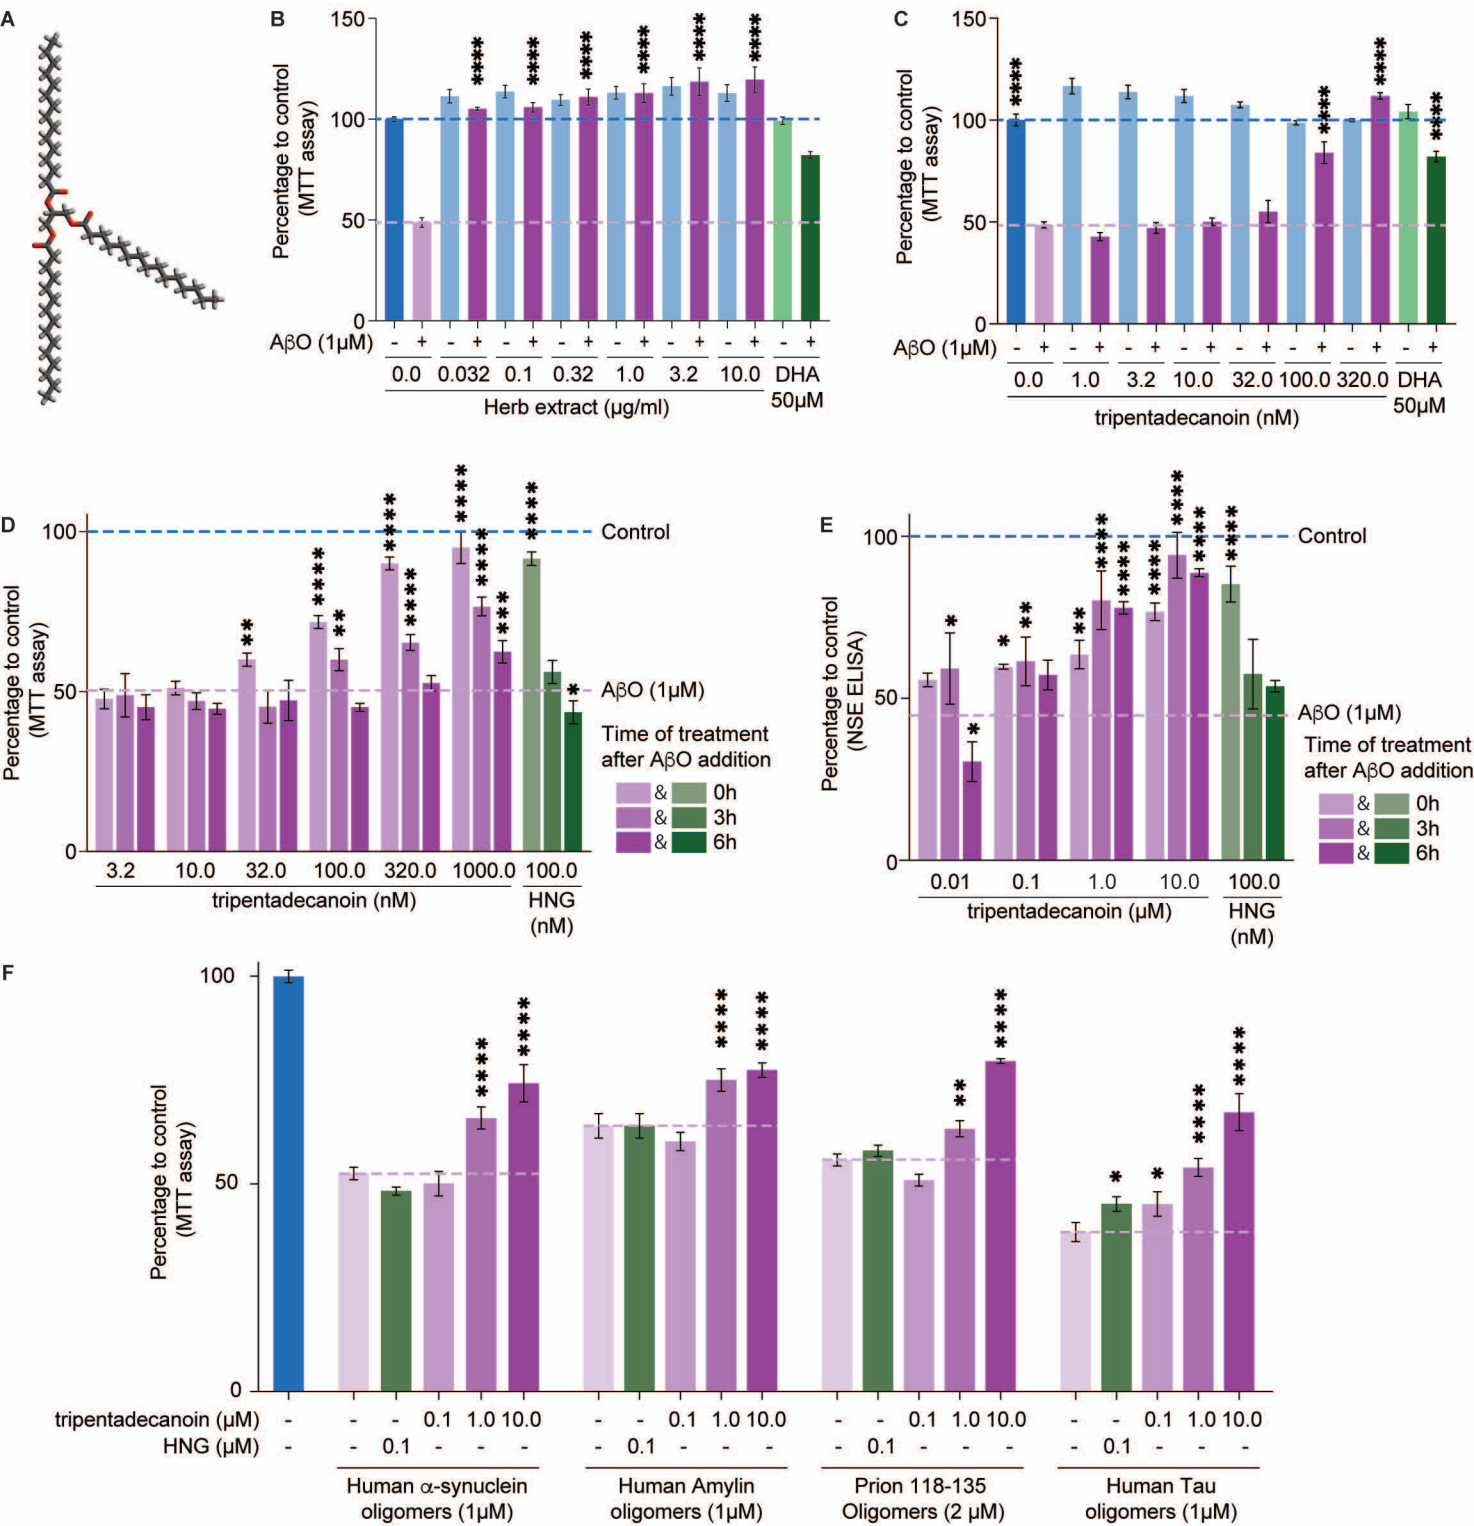 A
B
Percentage to control
(MTT assay)
150
100
50
0
**** **** **** **** **** ****
AβO (1µM) - + - + - + - + - + - + - + - +
0.0 0.032 0.1 0.32 1.0 3.2 10.0 DHA
Herb extract (µg/ml) 50µM
C
Percentage to control
(MTT assay)
150
100
50
0
**** **** **** ****
AβO (1µM) - + - + - + - + - + - + - + - +
0.0 1.0 3.2 10.0 32.0 100.0 320.0 DHA
tripentadecanoin (nM) 50µM
D
Percentage to control
(MTT assay)
100
50
0
** **** ** **** **** **** **** *** **** *
Control
AβO (1µM)
Time of treatment
after AβO addition
& 0h
& 3h
& 6h
3.2 10.0 32.0 100.0 320.0 1000.0 100.0
tripentadecanoin (nM) HNG
(nM)
E
Percentage to control
(NSE ELISA)
100
50
0
* * * ** ** **** **** **** **** **** ****
Control
AβO (1µM)
Time of treatment
after AβO addition
& 0h
& 3h
& 6h
0.01 0.1 1.0 10.0 100.0
tripentadecanoin (µM) HNG
(nM)
F
Percentage to control
(MTT assay)
100
50
0
**** **** **** **** ** **** * * **** ****
tripentadecanoin (µM) - - - 0.1 1.0 10.0 - - 0.1 1.0 10.0 - - 0.1 1.0 10.0 - - 0.1 1.0 10.0
HNG (µM) - - 0.1 - - - - 0.1 - - - - 0.1 - - - - 0.1 - - -
Human α-synuclein Human Amylin Prion 118-135 Human Tau
oligomers (1µM) oligomers (1µM) Oligomers (2 µM) oligomers (1µM)